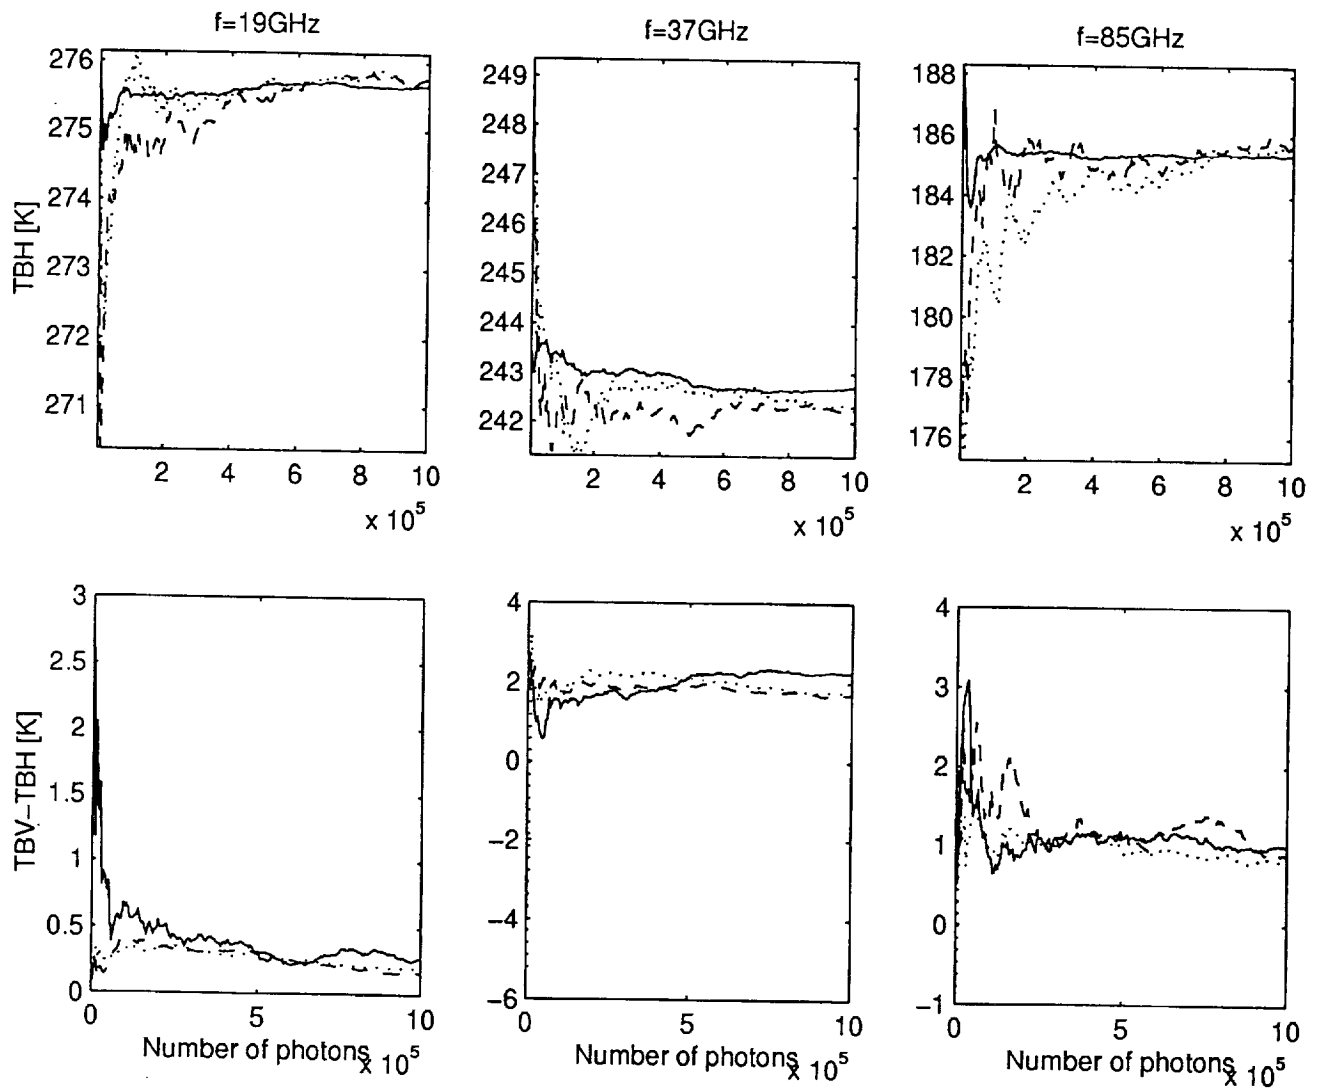 f=19GHz
f=37GHz
f=85GHz
TBH [K]
276
275
274
273
272
271
2 4 6 8 10
x 10^5
249
248
247
246
245
244
243
242
2 4 6 8 10
x 10^5
188
186
184
182
180
178
176
2 4 6 8 10
x 10^5
TBV−TBH [K]
3
2.5
2
1.5
1
0.5
0
0 5 10
Number of photons
x 10^5
4
2
0
−2
−4
−6
0 5 10
Number of photons
x 10^5
4
3
2
1
0
−1
0 5 10
Number of photons
x 10^5